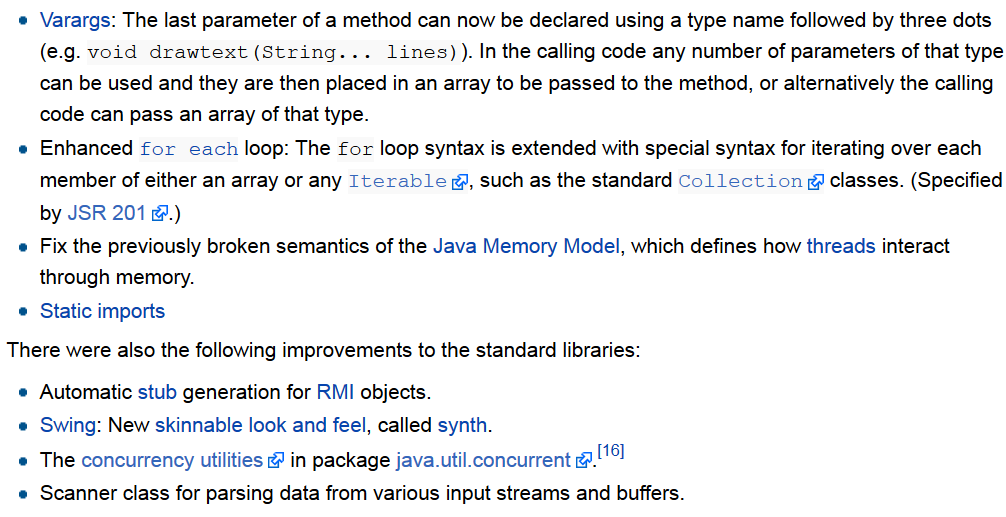 • Varargs: The last parameter of a method can now be declared using a type name followed by three dots
(e.g. void drawtext(String... lines)). In the calling code any number of parameters of that type
can be used and they are then placed in an array to be passed to the method, or alternatively the calling
code can pass an array of that type.
• Enhanced for each loop: The for loop syntax is extended with special syntax for iterating over each
member of either an array or any Iterable, such as the standard Collection classes. (Specified
by JSR 201.)
• Fix the previously broken semantics of the Java Memory Model, which defines how threads interact
through memory.
• Static imports
There were also the following improvements to the standard libraries:
• Automatic stub generation for RMI objects.
• Swing: New skinnable look and feel, called synth.
• The concurrency utilities in package java.util.concurrent.[16]
• Scanner class for parsing data from various input streams and buffers.